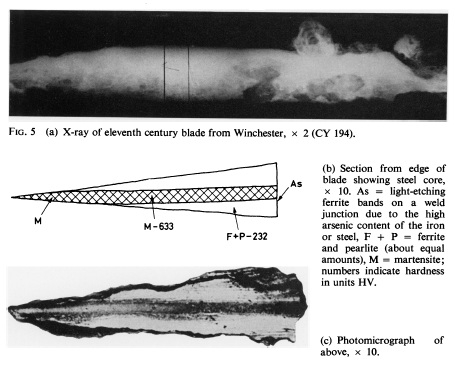 FIG. 5 (a) X-ray of eleventh century blade from Winchester, × 2 (CY 194).
As
M
M-633
F+P-232
(b) Section from edge of
blade showing steel core,
× 10. As = light-etching
ferrite bands on a weld
junction due to the high
arsenic content of the iron
or steel, F + P = ferrite
and pearlite (about equal
amounts), M = martensite;
numbers indicate hardness
in units HV.
(c) Photomicrograph of
above, × 10.